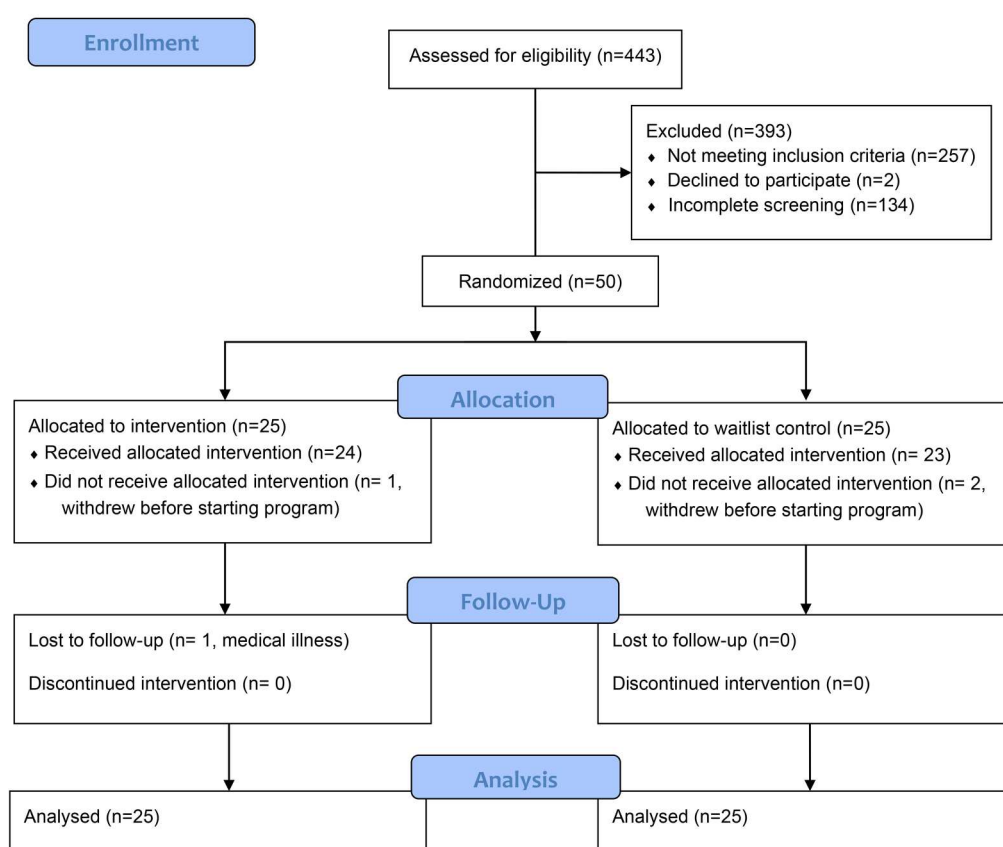 Enrollment
Assessed for eligibility (n=443)
Excluded (n=393)
♦ Not meeting inclusion criteria (n=257)
♦ Declined to participate (n=2)
♦ Incomplete screening (n=134)
Randomized (n=50)
Allocation
Allocated to intervention (n=25)
♦ Received allocated intervention (n=24)
♦ Did not receive allocated intervention (n= 1,
withdrew before starting program)
Allocated to waitlist control (n=25)
♦ Received allocated intervention (n= 23)
♦ Did not receive allocated intervention (n= 2,
withdrew before starting program)
Follow-Up
Lost to follow-up (n= 1, medical illness)
Discontinued intervention (n= 0)
Lost to follow-up (n=0)
Discontinued intervention (n=0)
Analysis
Analysed (n=25)
Analysed (n=25)